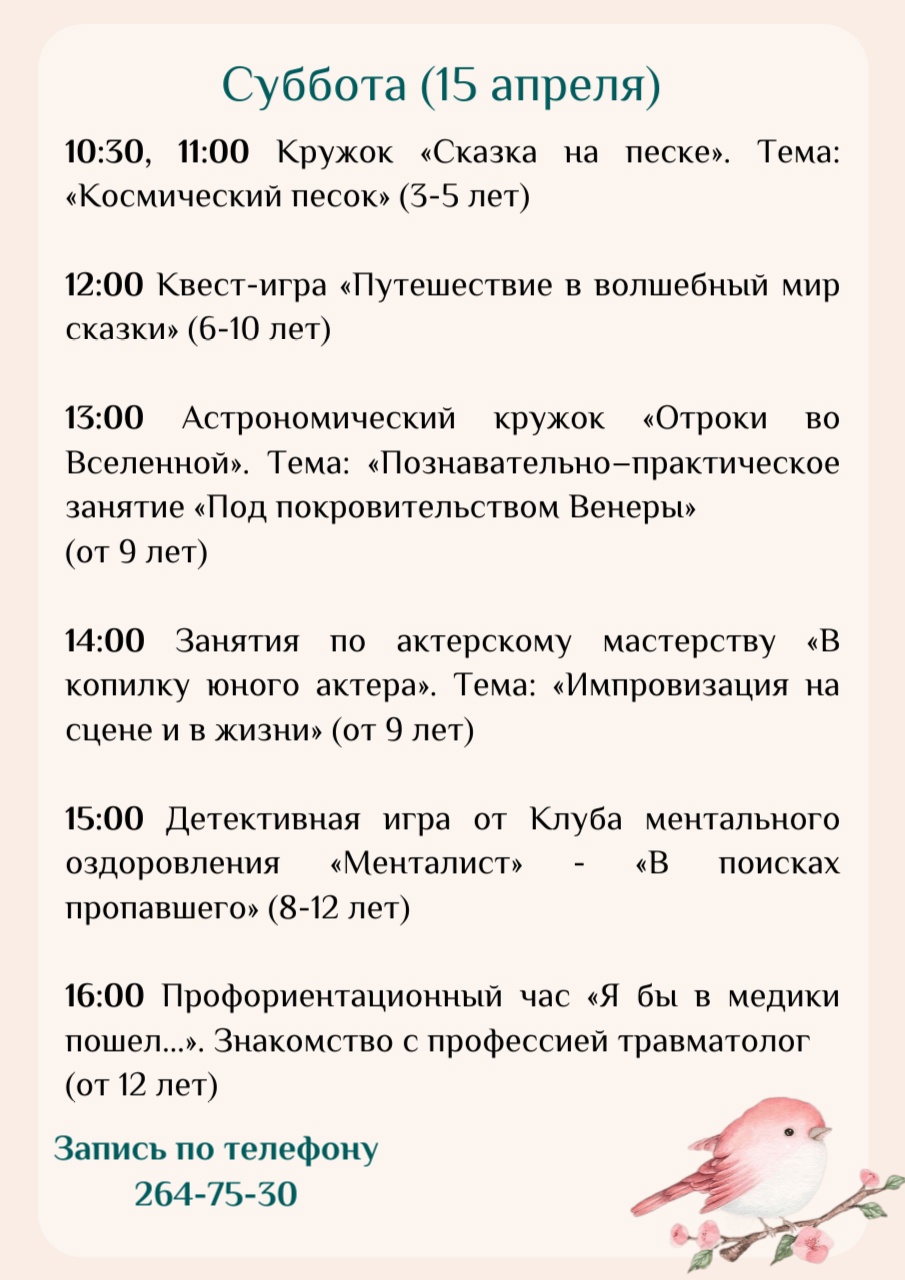 Суббота (15 апреля)
10:30, 11:00 Кружок «Сказка на песке». Тема:
«Космический песок» (3-5 лет)
12:00 Квест-игра «Путешествие в волшебный мир
сказки» (6-10 лет)
13:00 Астрономический кружок «Отроки во
Вселенной». Тема: «Познавательно–практическое
занятие «Под покровительством Венеры»
(от 9 лет)
14:00 Занятия по актерскому мастерству «В
копилку юного актера». Тема: «Импровизация на
сцене и в жизни» (от 9 лет)
15:00 Детективная игра от Клуба ментального
оздоровления «Менталист» - «В поисках
пропавшего» (8-12 лет)
16:00 Профориентационный час «Я бы в медики
пошел...». Знакомство с профессией травматолог
(от 12 лет)
Запись по телефону
264-75-30